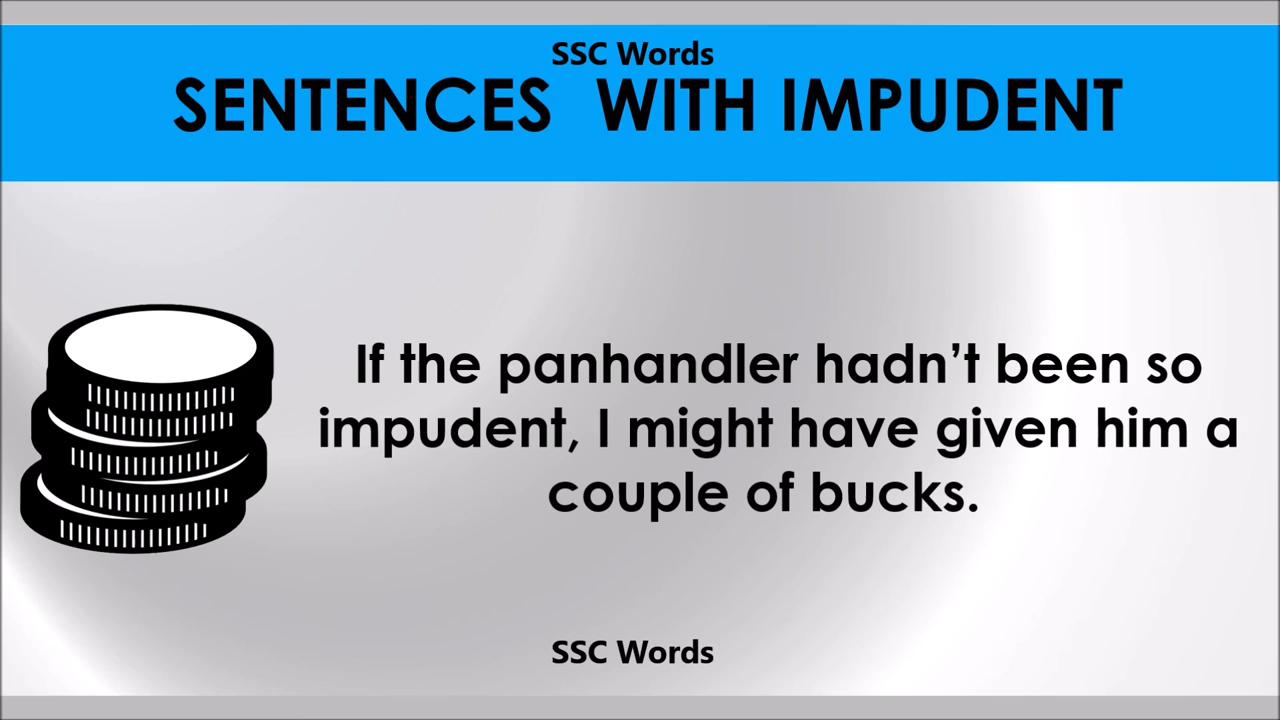 SSC Words
SENTENCES WITH IMPUDENT
If the panhandler hadn’t been so
impudent, I might have given him a
couple of bucks.
SSC Words